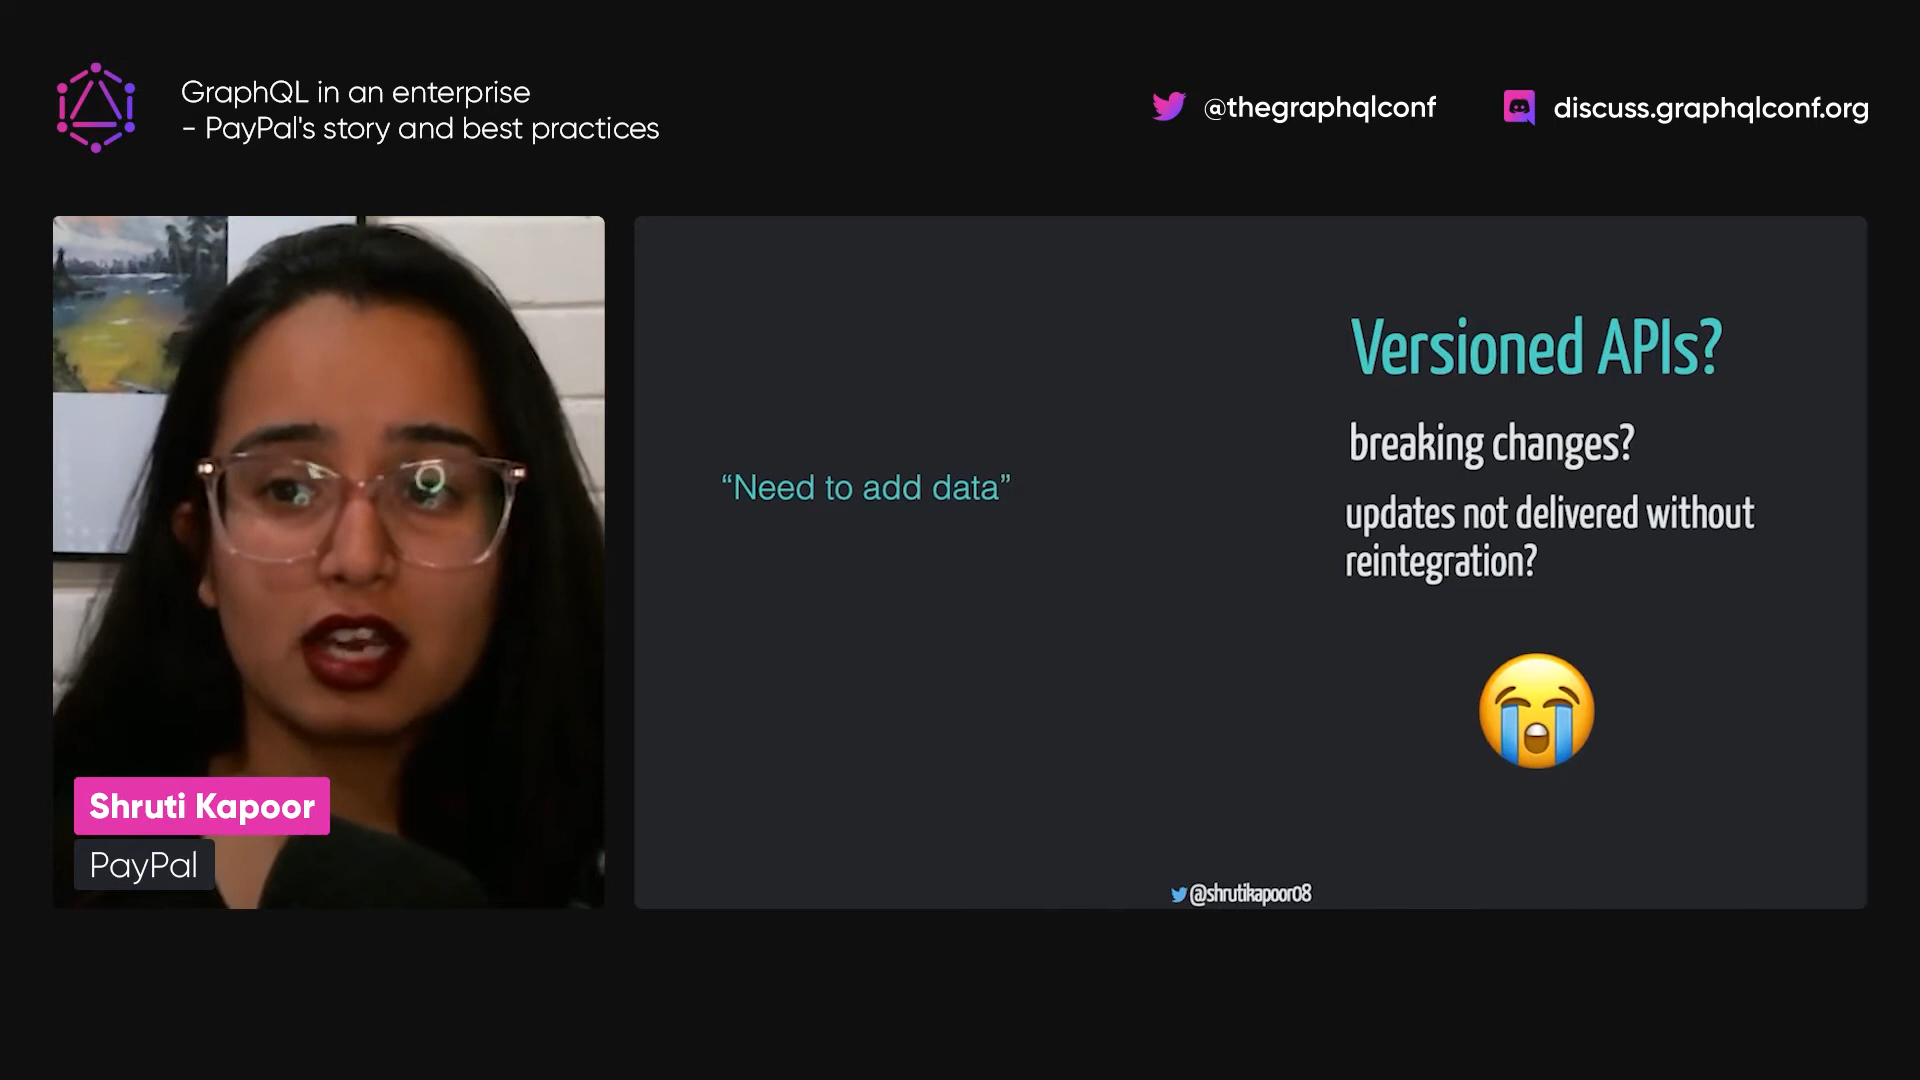 GraphQL in an enterprise
- PayPal's story and best practices
@thegraphqlconf
discuss.graphqlconf.org
Shruti Kapoor
PayPal
“Need to add data”
Versioned APIs?
breaking changes?
updates not delivered without
reintegration?
@shrutikapoor08